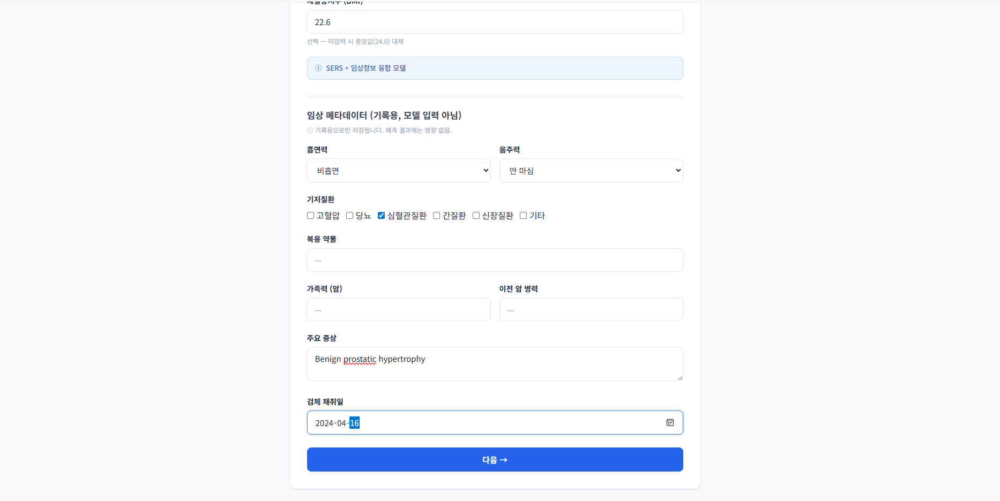 체질량지수 (BMI)
22.6
선택 — 미입력 시 중앙값(24.0) 대체
ⓘ SERS + 임상정보 융합 모델
임상 메타데이터 (기록용, 모델 입력 아님)
ⓘ 기록용으로만 저장됩니다. 예측 결과에는 영향 없음.
흡연력 음주력
비흡연 안 마심
기저질환
고혈압 당뇨 심혈관질환 간질환 신장질환 기타
복용 약물
—
가족력 (암) 이전 암 병력
— —
주요 증상
Benign prostatic hypertrophy
검체 채취일
2024-04-16
다음 →